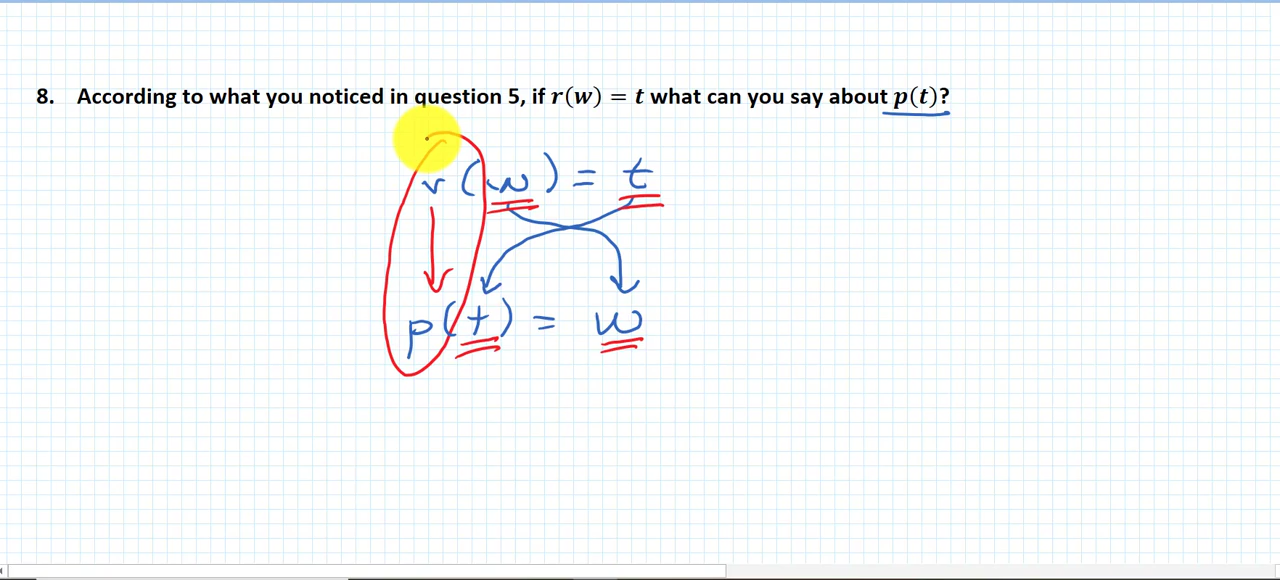 8. According to what you noticed in question 5, if r(w) = t what can you say about p(t)?
r(w) = t
p(t) = w